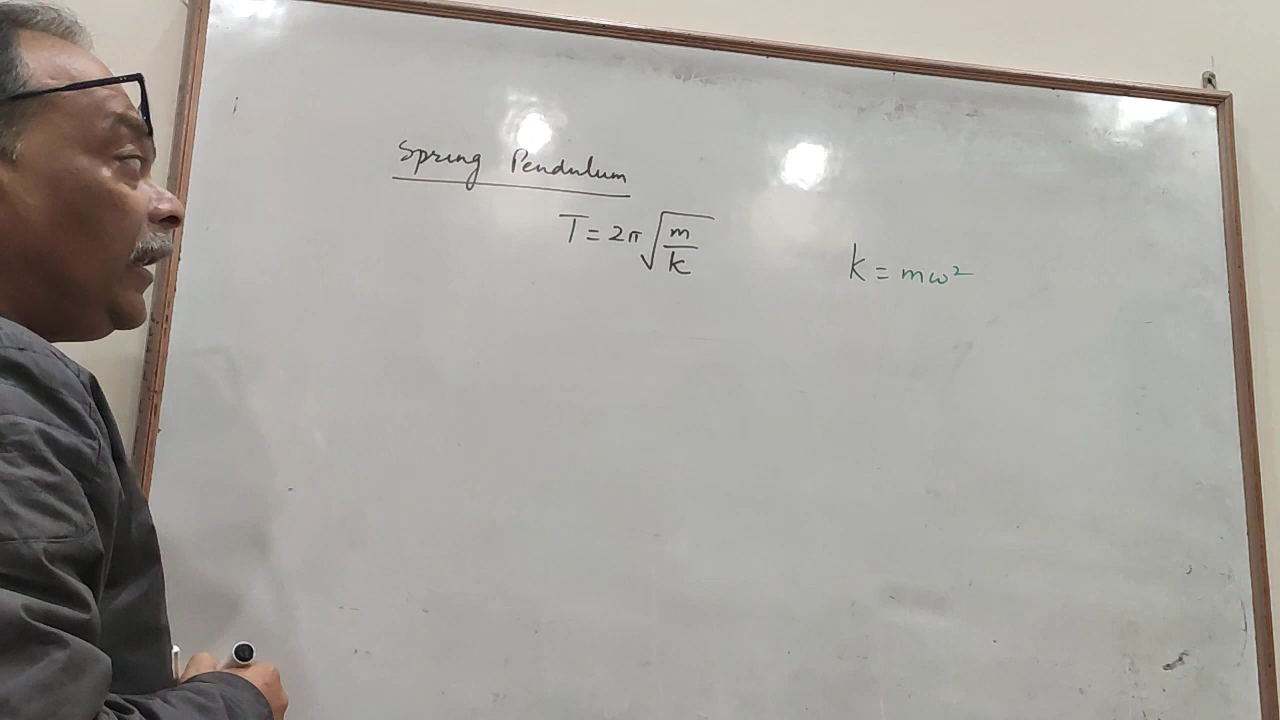 Spring Pendulum
T = 2π √(m/k)
k = mω²